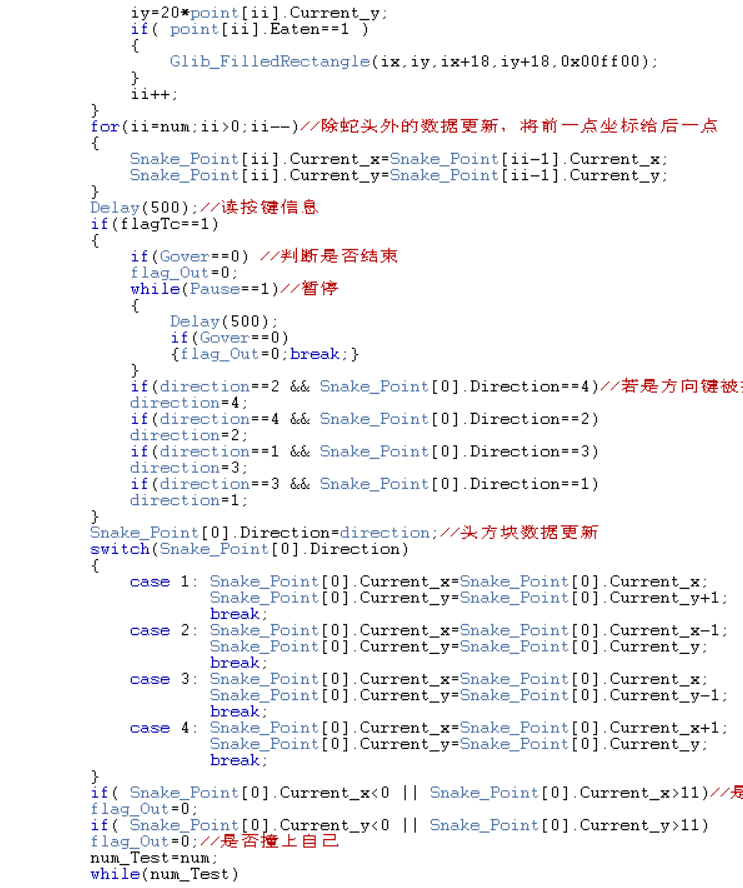 iy=20*point[ii].Current_y;
if( point[ii].Eaten==1 )
{
Glib_FilledRectangle(ix,iy,ix+18,iy+18,0x00ff00);
}
ii++;
}
for(ii=num;ii>0;ii--)//除蛇头外的数据更新，将前一点坐标给后一点
{
Snake_Point[ii].Current_x=Snake_Point[ii-1].Current_x;
Snake_Point[ii].Current_y=Snake_Point[ii-1].Current_y;
}
Delay(500);//读按键信息
if(flagTc==1)
{
if(Gover==0) //判断是否结束
flag_Out=0;
while(Pause==1)//暂停
{
Delay(500);
if(Gover==0)
{flag_Out=0;break;}
}
if(direction==2 && Snake_Point[0].Direction==4)//若是方向键被
direction=4;
if(direction==4 && Snake_Point[0].Direction==2)
direction=2;
if(direction==1 && Snake_Point[0].Direction==3)
direction=3;
if(direction==3 && Snake_Point[0].Direction==1)
direction=1;
}
Snake_Point[0].Direction=direction;//头方块数据更新
switch(Snake_Point[0].Direction)
{
case 1: Snake_Point[0].Current_x=Snake_Point[0].Current_x;
Snake_Point[0].Current_y=Snake_Point[0].Current_y+1;
break;
case 2: Snake_Point[0].Current_x=Snake_Point[0].Current_x-1;
Snake_Point[0].Current_y=Snake_Point[0].Current_y;
break;
case 3: Snake_Point[0].Current_x=Snake_Point[0].Current_x;
Snake_Point[0].Current_y=Snake_Point[0].Current_y-1;
break;
case 4: Snake_Point[0].Current_x=Snake_Point[0].Current_x+1;
Snake_Point[0].Current_y=Snake_Point[0].Current_y;
break;
}
if( Snake_Point[0].Current_x<0 || Snake_Point[0].Current_x>11)//是
flag_Out=0;
if( Snake_Point[0].Current_y<0 || Snake_Point[0].Current_y>11)
flag_Out=0;//是否撞上自己
num_Test=num;
while(num_Test)